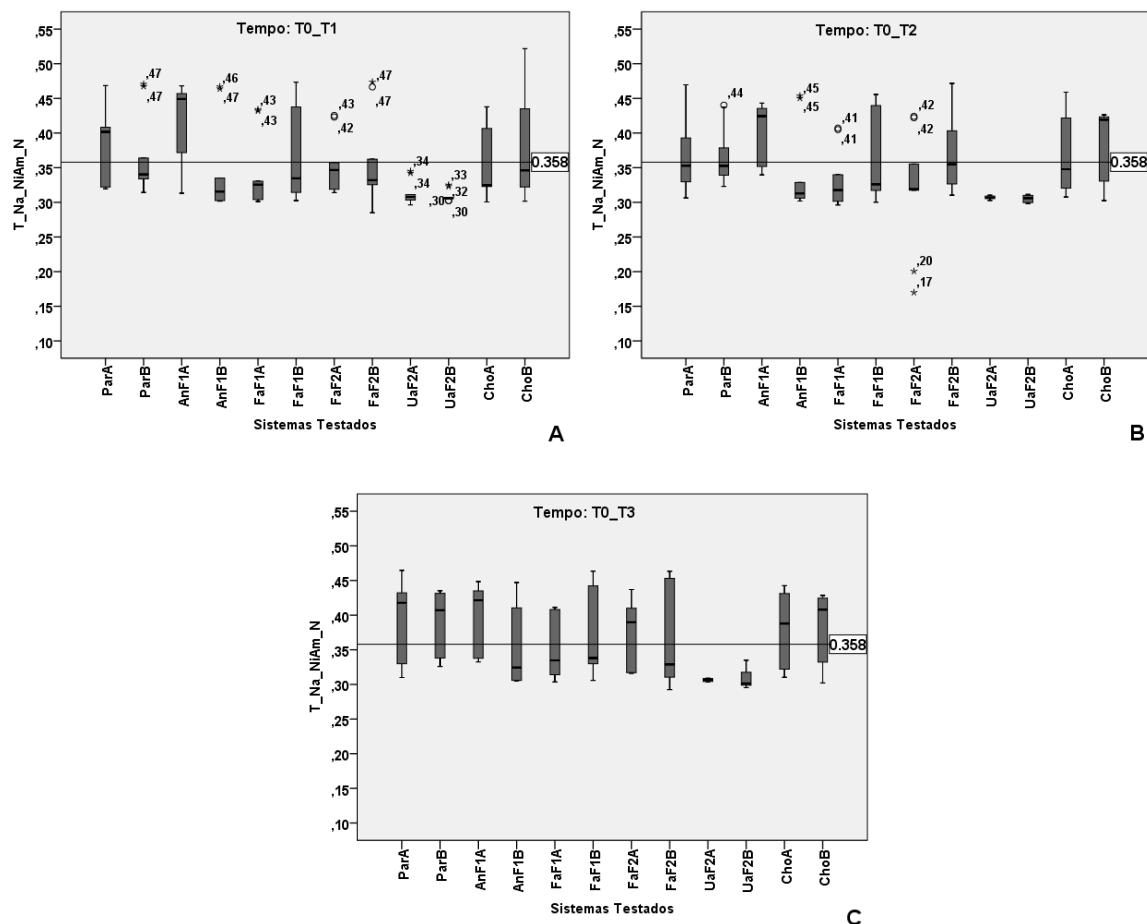 Tempo: T0_T1
T_Na_NiAm_N
,55
,50
,45
,40
,35
,30
,25
,20
,15
,10
,47
,47
,46
,47
,43
,43
,43
,42
,47
,47
,34
,34
,33
,32
,30
,30
0.358
ParA
ParB
AnF1A
AnF1B
FaF1A
FaF1B
FaF2A
FaF2B
UaF2A
UaF2B
ChoA
ChoB
Sistemas Testados
A
Tempo: T0_T2
T_Na_NiAm_N
,55
,50
,45
,40
,35
,30
,25
,20
,15
,10
,44
,45
,45
,41
,41
,42
,42
,20
,17
0.358
ParA
ParB
AnF1A
AnF1B
FaF1A
FaF1B
FaF2A
FaF2B
UaF2A
UaF2B
ChoA
ChoB
Sistemas Testados
B
Tempo: T0_T3
T_Na_NiAm_N
,55
,50
,45
,40
,35
,30
,25
,20
,15
,10
0.358
ParA
ParB
AnF1A
AnF1B
FaF1A
FaF1B
FaF2A
FaF2B
UaF2A
UaF2B
ChoA
ChoB
Sistemas Testados
C